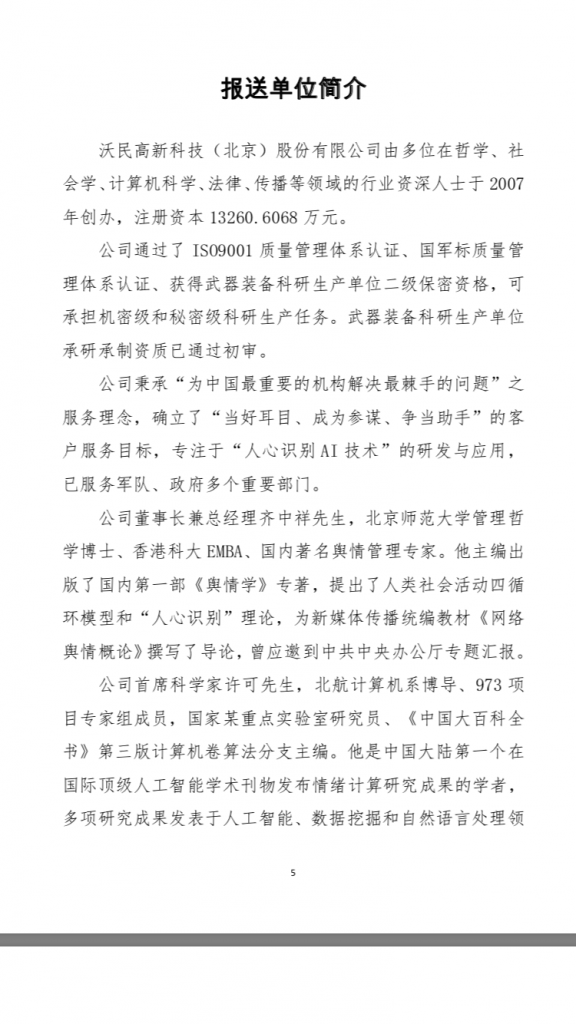 报送单位简介
沃民高新科技（北京）股份有限公司由多位在哲学、社
会学、计算机科学、法律、传播等领域的行业资深人士于 2007
年创办，注册资本 13260.6068 万元。
公司通过了 ISO9001 质量管理体系认证、国军标质量管
理体系认证、获得武器装备科研生产单位二级保密资格，可
承担机密级和秘密级科研生产任务。武器装备科研生产单位
承研承制资质已通过初审。
公司秉承“为中国最重要的机构解决最棘手的问题”之
服务理念，确立了“当好耳目、成为参谋、争当助手”的客
户服务目标，专注于“人心识别 AI 技术”的研发与应用，
已服务军队、政府多个重要部门。
公司董事长兼总经理齐中祥先生，北京师范大学管理哲
学博士、香港科大 EMBA、国内著名舆情管理专家。他主编出
版了国内第一部《舆情学》专著，提出了人类社会活动四循
环模型和“人心识别”理论，为新媒体传播统编教材《网络
舆情概论》撰写了导论，曾应邀到中共中央办公厅专题汇报。
公司首席科学家许可先生，北航计算机系博导、973 项
目专家组成员，国家某重点实验室研究员、《中国大百科全
书》第三版计算机卷算法分支主编。他是中国大陆第一个在
国际顶级人工智能学术刊物发布情绪计算研究成果的学者，
多项研究成果发表于人工智能、数据挖掘和自然语言处理领
5